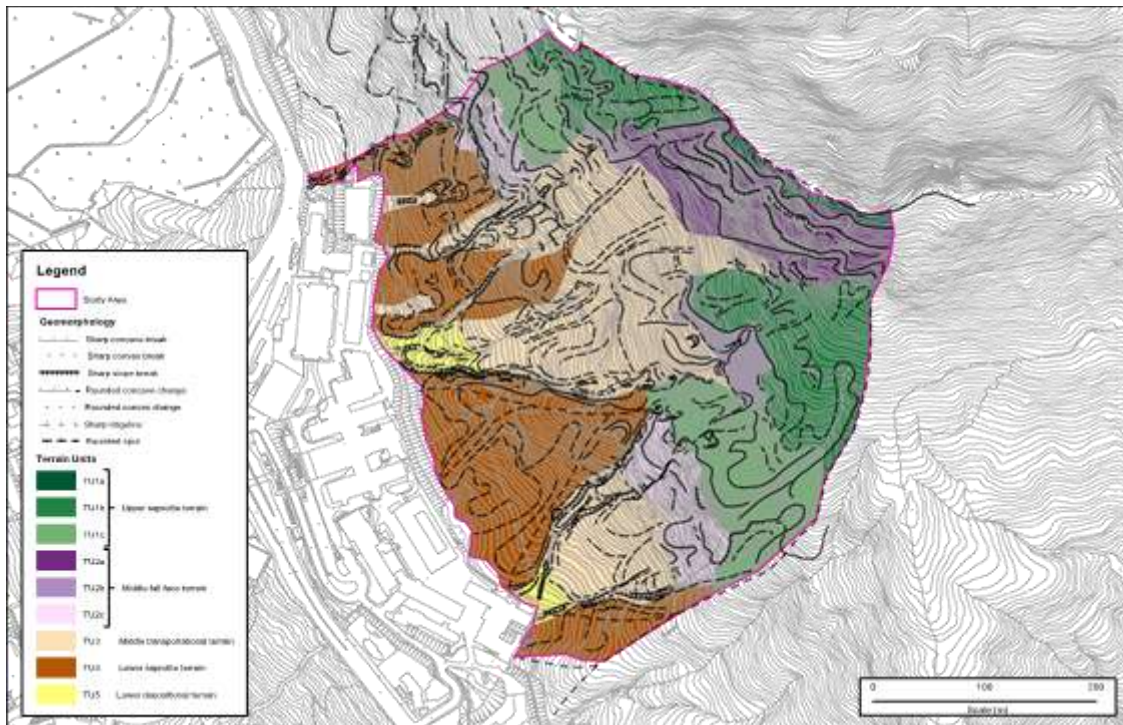 Legend
Study Area
Geomorphology
Sharp concave break
Sharp convex break
Sharp slope break
Rounded concave change
Rounded convex change
Sharp ridgeline
Rounded spur
Terrain Units
TU1a
TU1b Upper saprolite terrain
TU1c
TU2a
TU2b Middle fall face terrain
TU2c
TU3 Middle transportational terrain
TU4 Lower saprolite terrain
TU5 Lower depositional terrain
0 100 200
Scale (m)